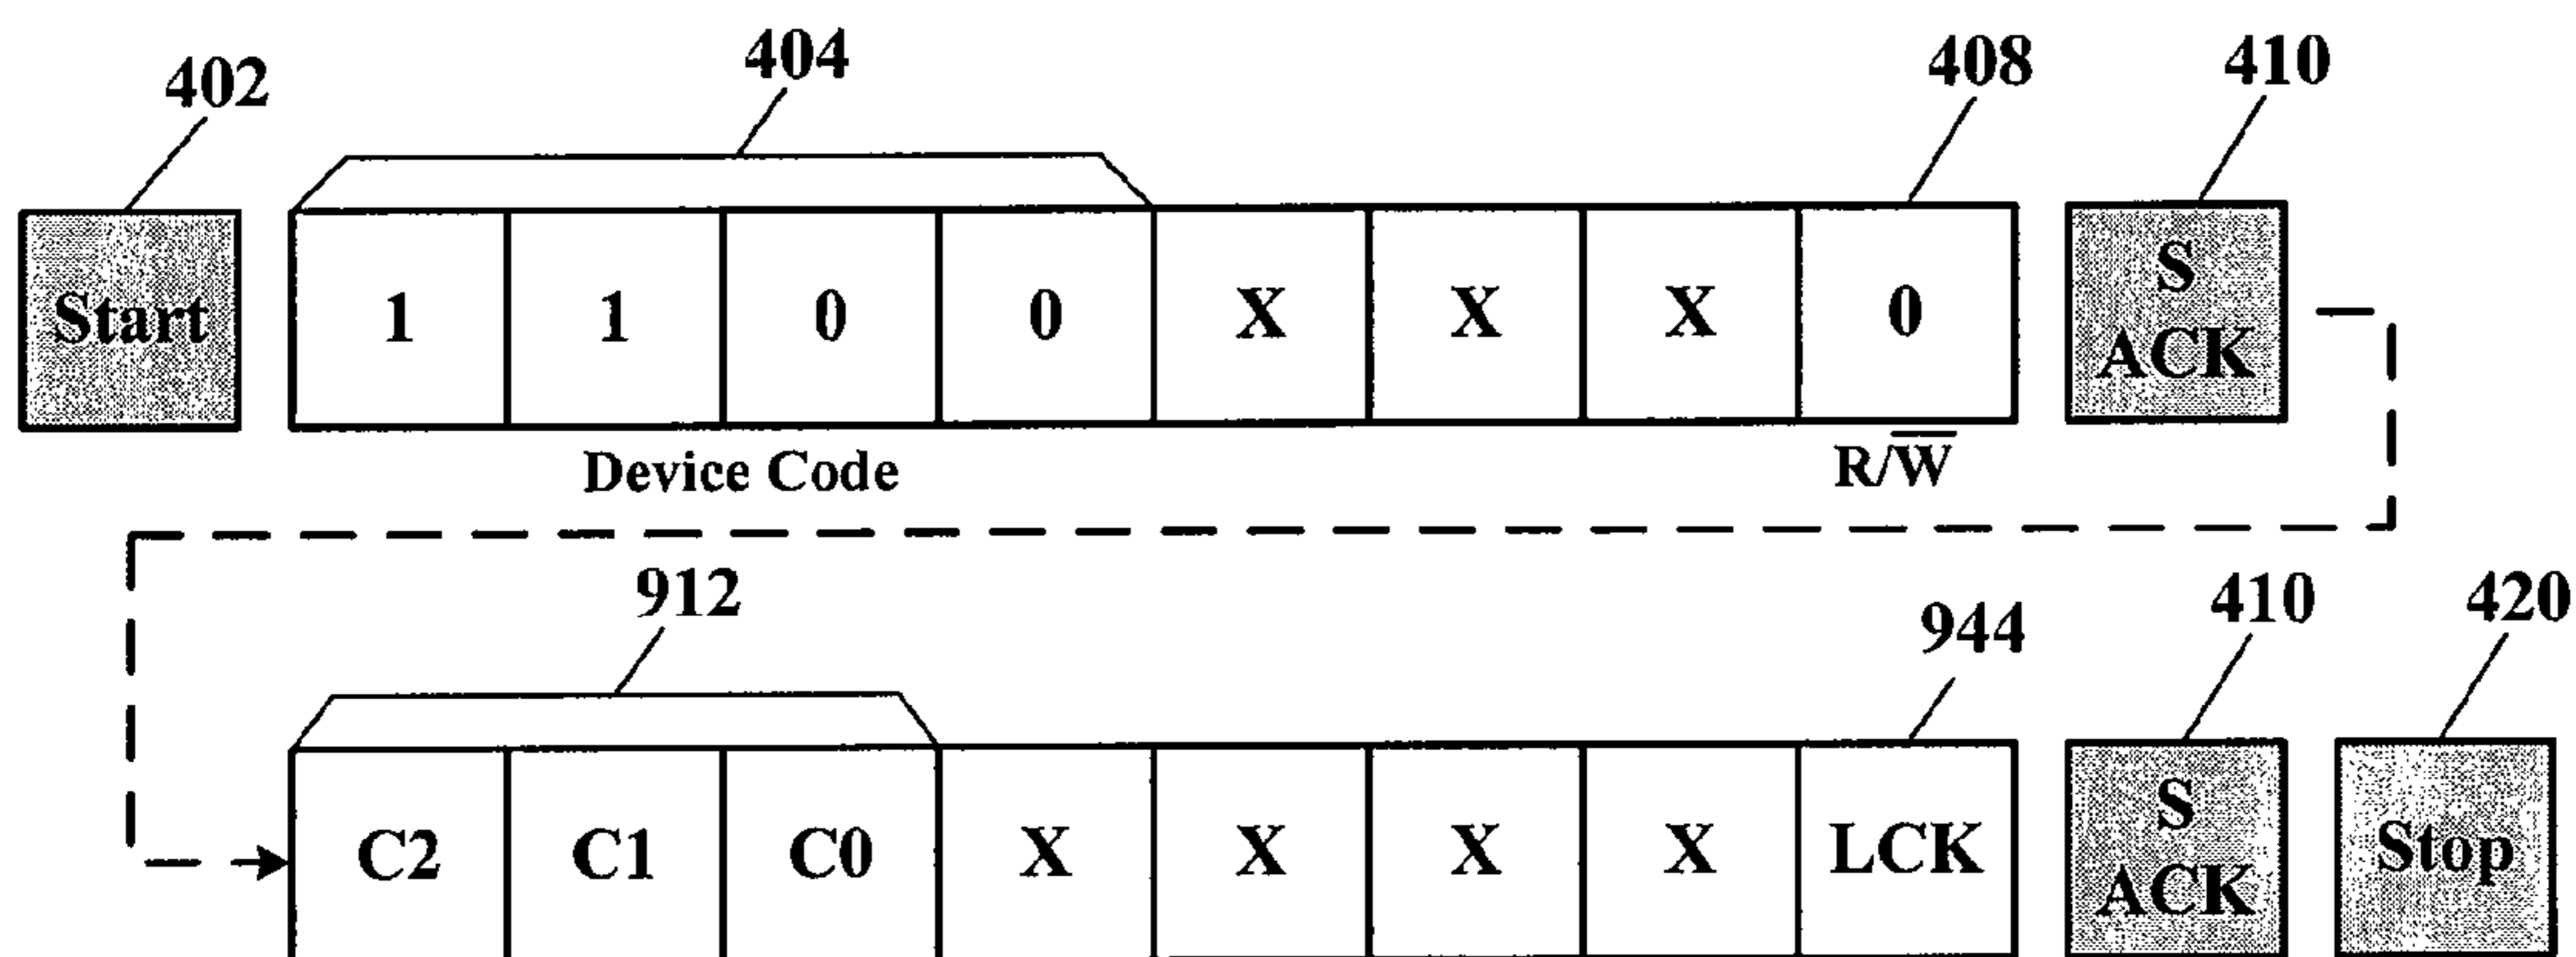 402 404 408 410
Start 1 1 0 0 X X X 0 S ACK
Device Code R/W̅
912 944 410 420
C2 C1 C0 X X X X LCK S ACK Stop